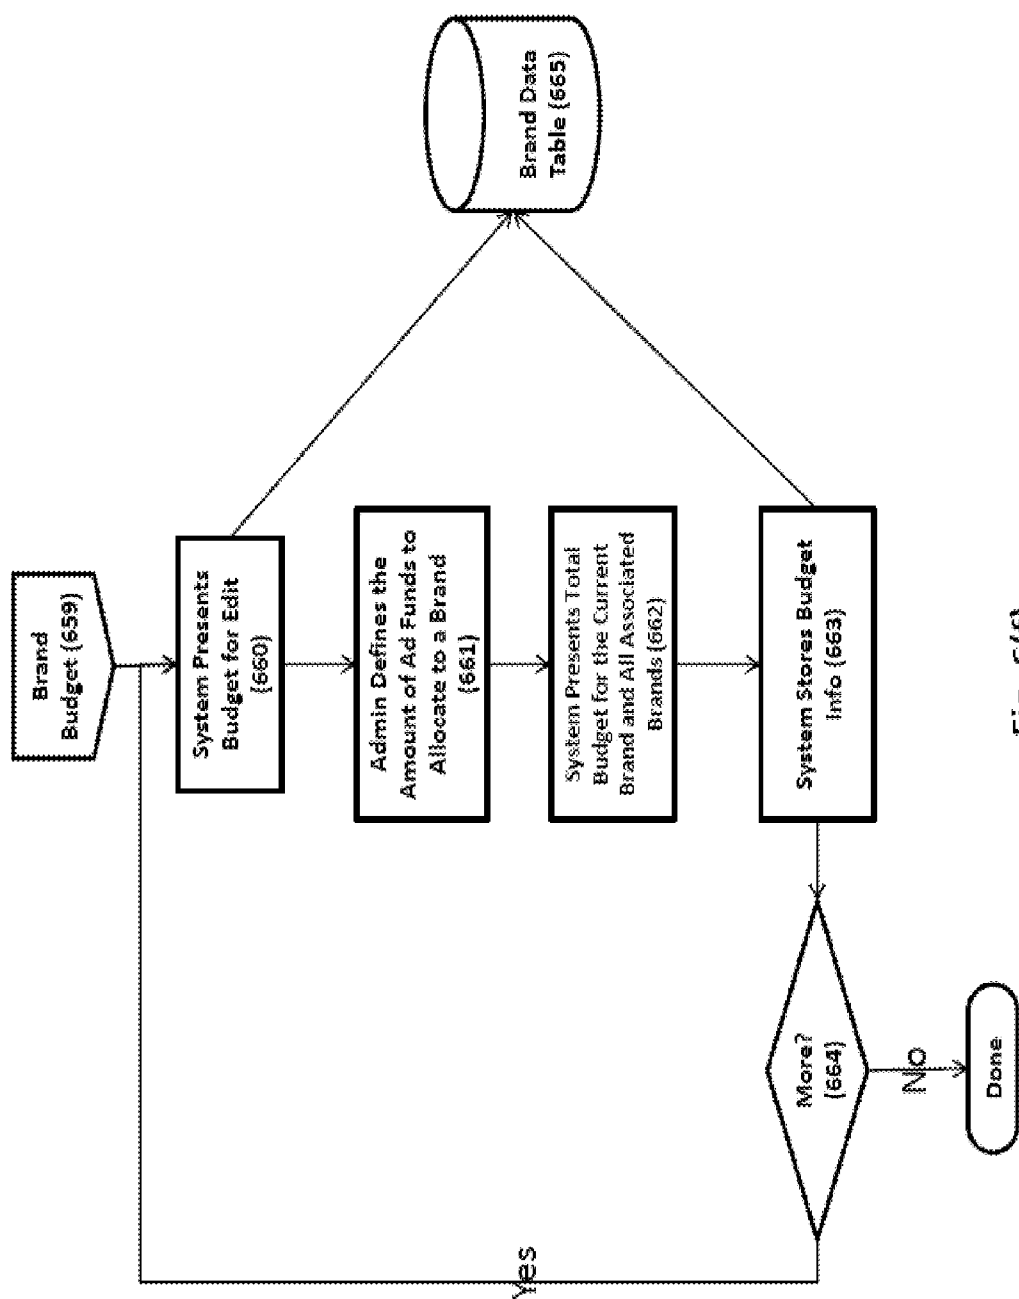 Brand
Budget (659)
System Presents
Budget for Edit
(660)
Admin Defines the
Amount of Ad Funds to
Allocate to a Brand
(661)
System Presents Total
Budget for the Current
Brand and All Associated
Brands (662)
System Stores Budget
Info (663)
Brand Data
Table (665)
More?
(664)
Yes
No
Done